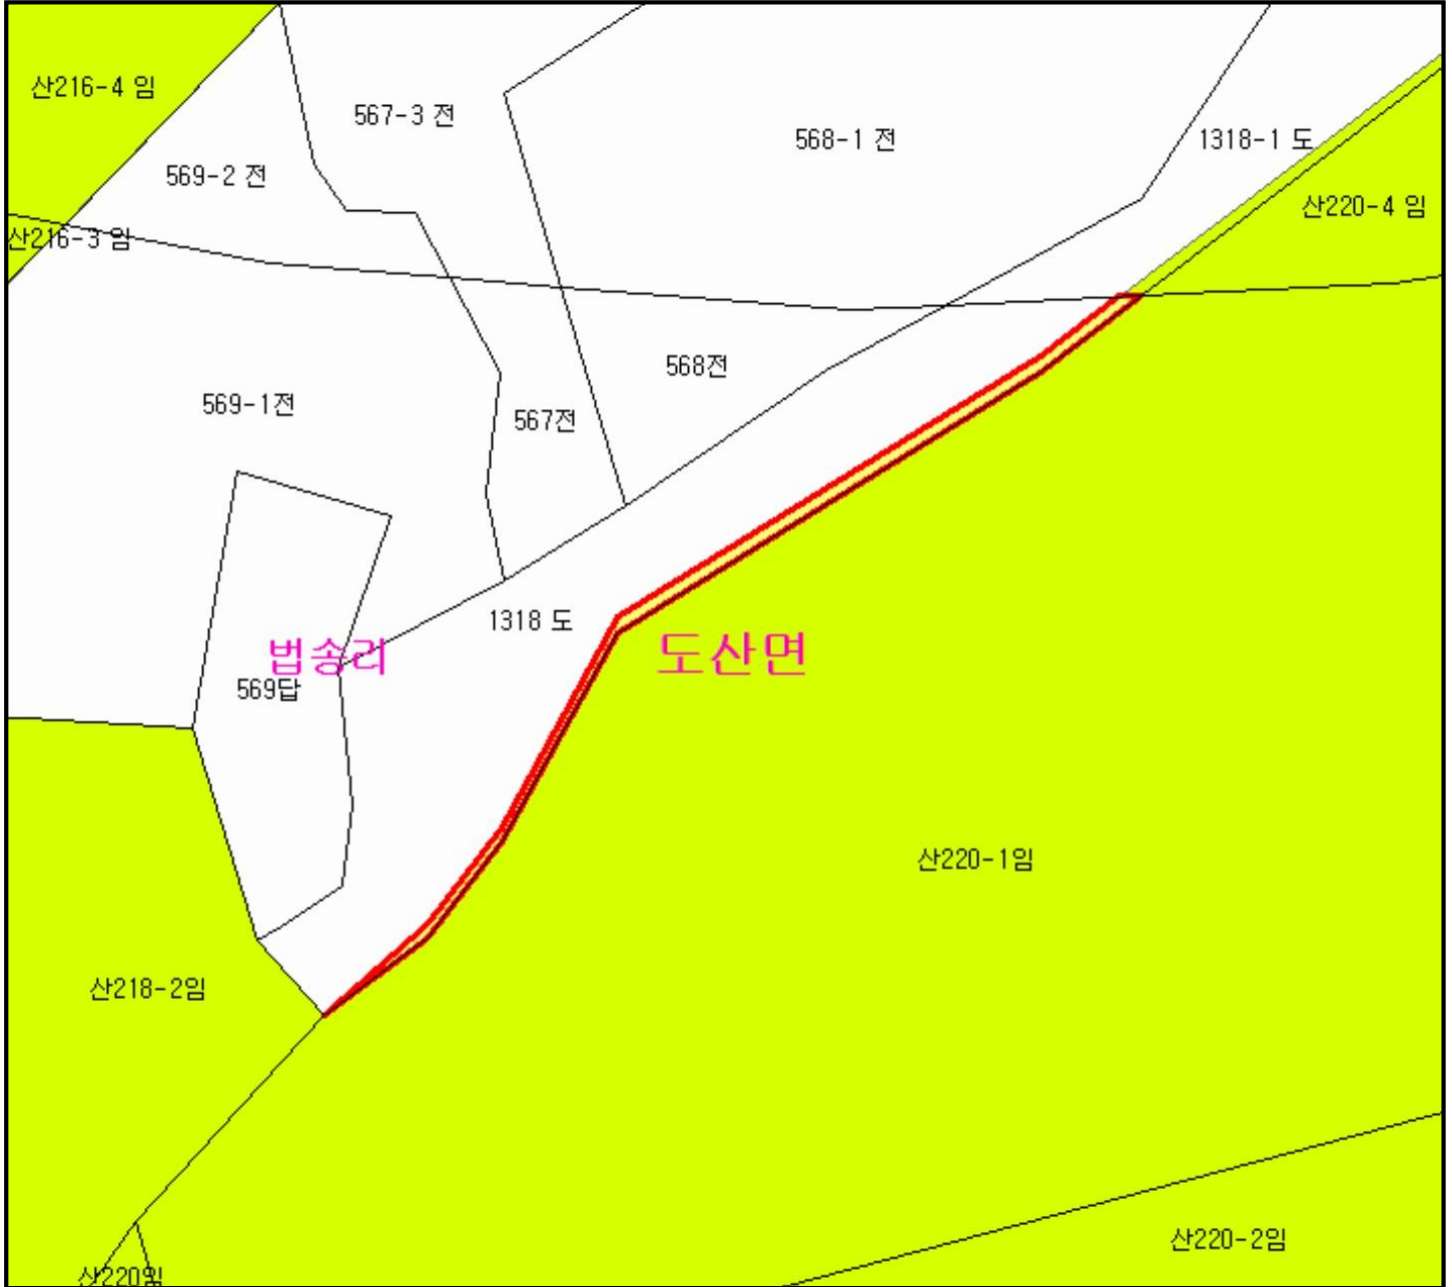 산216-4 임
567-3 전
568-1 전
1318-1 도
569-2 전
산220-4 임
산216-3 임
568전
569-1전
567전
1318 도
법송리
도산면
569답
산220-1임
산218-2임
산220-2임
산220임